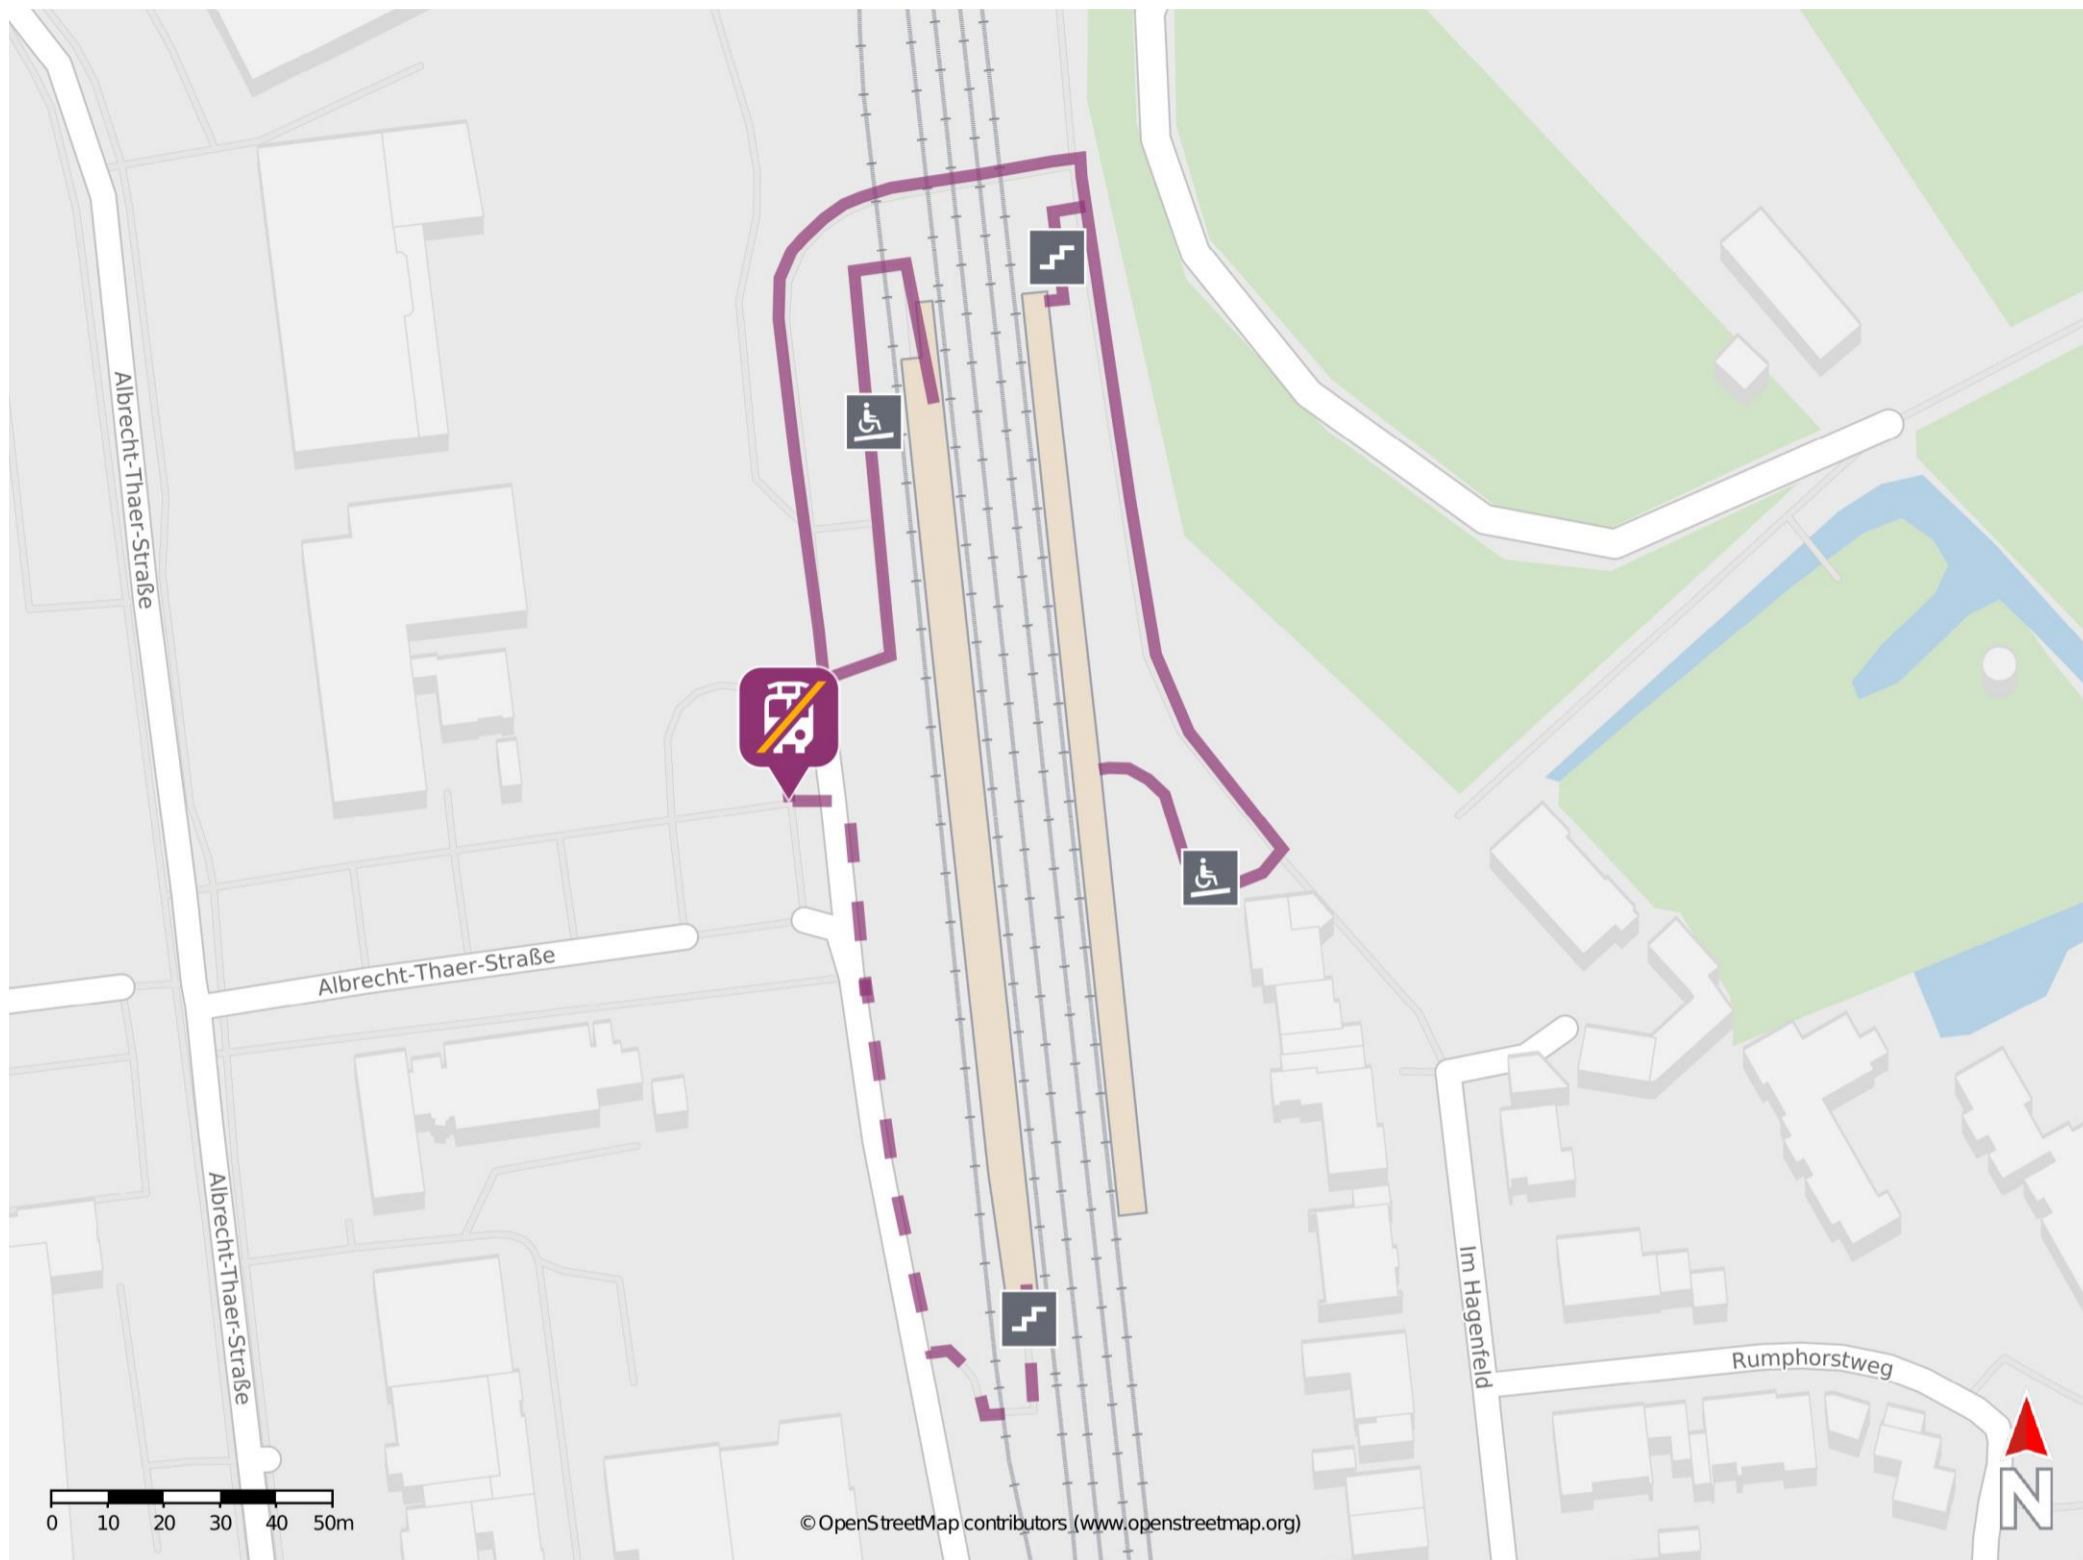 Albrecht-Thaer-Straße
Albrecht-Thaer-Straße
Albrecht-Thaer-Straße
Im Hagenfeld
Rumphorstweg
N
0 10 20 30 40 50m
© OpenStreetMap contributors (www.openstreetmap.org)